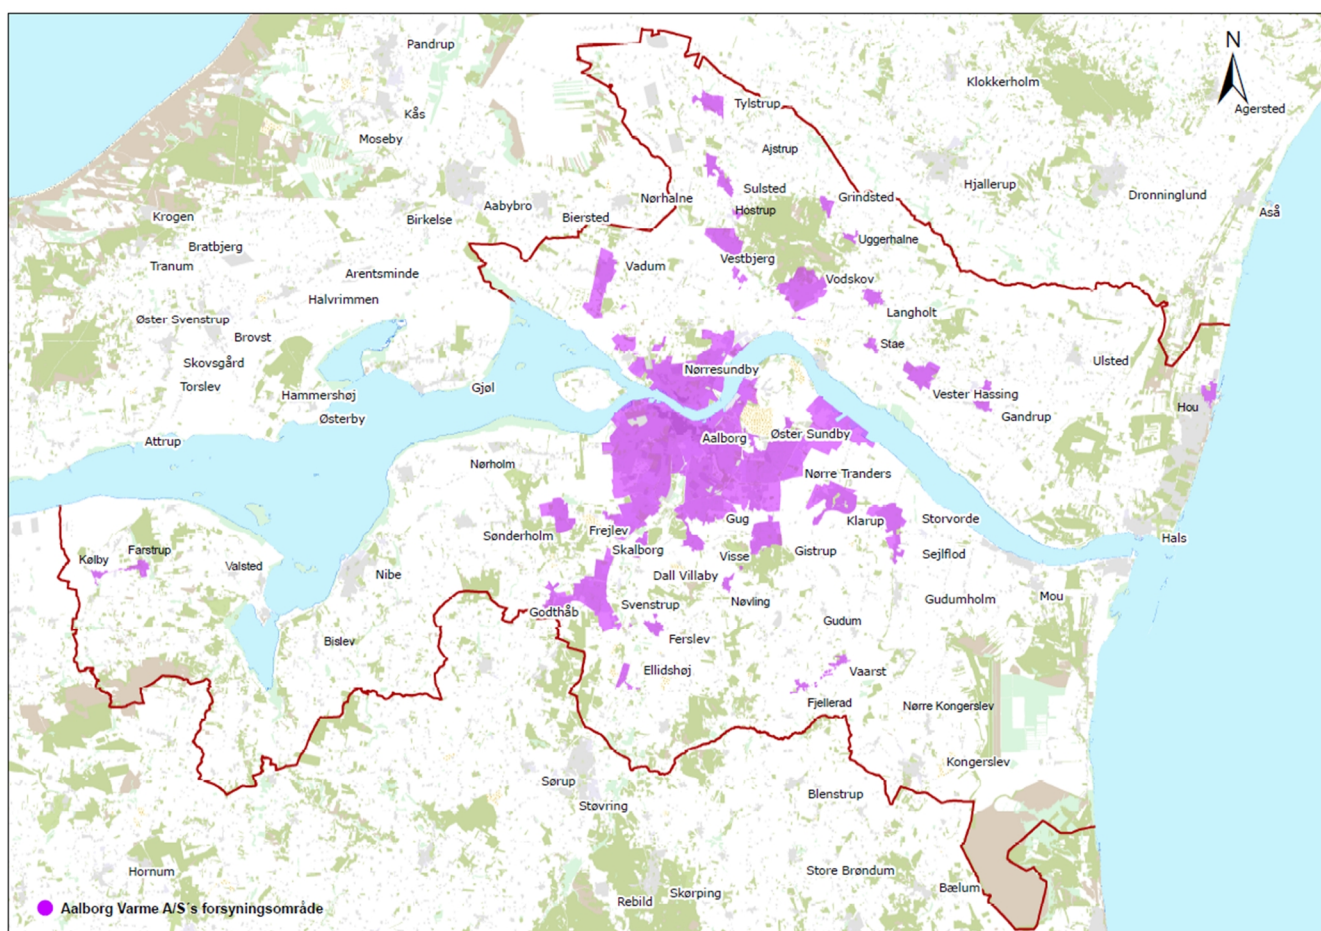 N
Pandrup
Klokkerholm
Tylstrup
Agersted
Kås
Moseby
Ajstrup
Hjallerup
Sulsted
Dronninglund
Nørhalne
Grindsted
Aabybro
Hostrup
Aså
Krogen
Birkelse
Biersted
Uggerhalne
Bratbjerg
Vestbjerg
Tranum
Arentsminde
Vadum
Vodskov
Halvrimmen
Langholt
Øster Svenstrup
Brovst
Stae
Skovsgård
Ulsted
Nørresundby
Torslev
Gjøl
Hammershøj
Vester Hassing
Hou
Østerby
Gandrup
Attrup
Aalborg
Øster Sundby
Nørholm
Nørre Tranders
Gug
Klarup
Storvorde
Sønderholm
Frejlev
Hals
Farstrup
Skalborg
Gistrup
Sejlflod
Kølby
Visse
Valsted
Nibe
Dall Villaby
Mou
Nøvling
Gudumholm
Svenstrup
Godthåb
Gudum
Bislev
Ferslev
Ellidshøj
Vaarst
Fjellerad
Nørre Kongerslev
Kongerslev
Sørup
Blenstrup
Støvring
Hornum
Store Brøndum
Bælum
Skørping
Rebild
Aalborg Varme A/S´s forsyningsområde